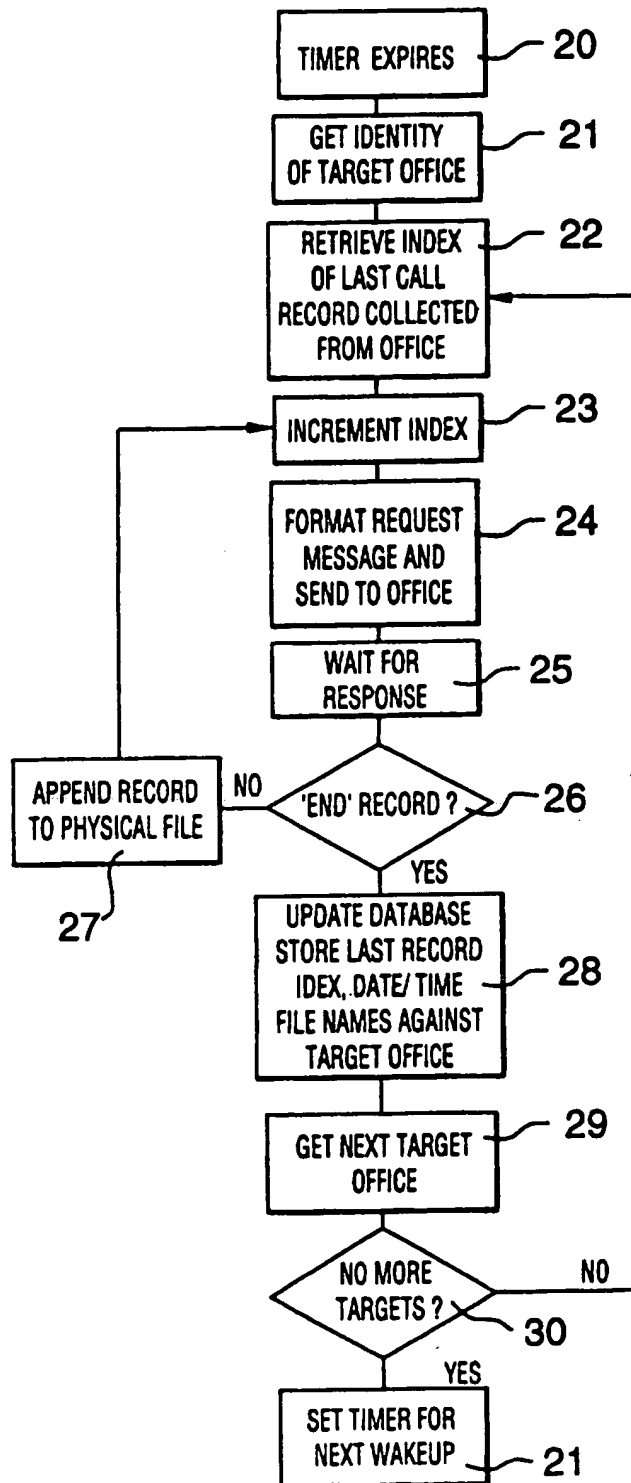 TIMER EXPIRES
20
GET IDENTITY
OF TARGET OFFICE
21
RETRIEVE INDEX
OF LAST CALL
RECORD COLLECTED
FROM OFFICE
22
INCREMENT INDEX
23
FORMAT REQUEST
MESSAGE AND
SEND TO OFFICE
24
WAIT FOR
RESPONSE
25
'END' RECORD ?
26
NO
APPEND RECORD
TO PHYSICAL FILE
27
YES
UPDATE DATABASE
STORE LAST RECORD
IDEX, DATE/ TIME
FILE NAMES AGAINST
TARGET OFFICE
28
GET NEXT TARGET
OFFICE
29
NO MORE
TARGETS ?
30
NO
YES
SET TIMER FOR
NEXT WAKEUP
21